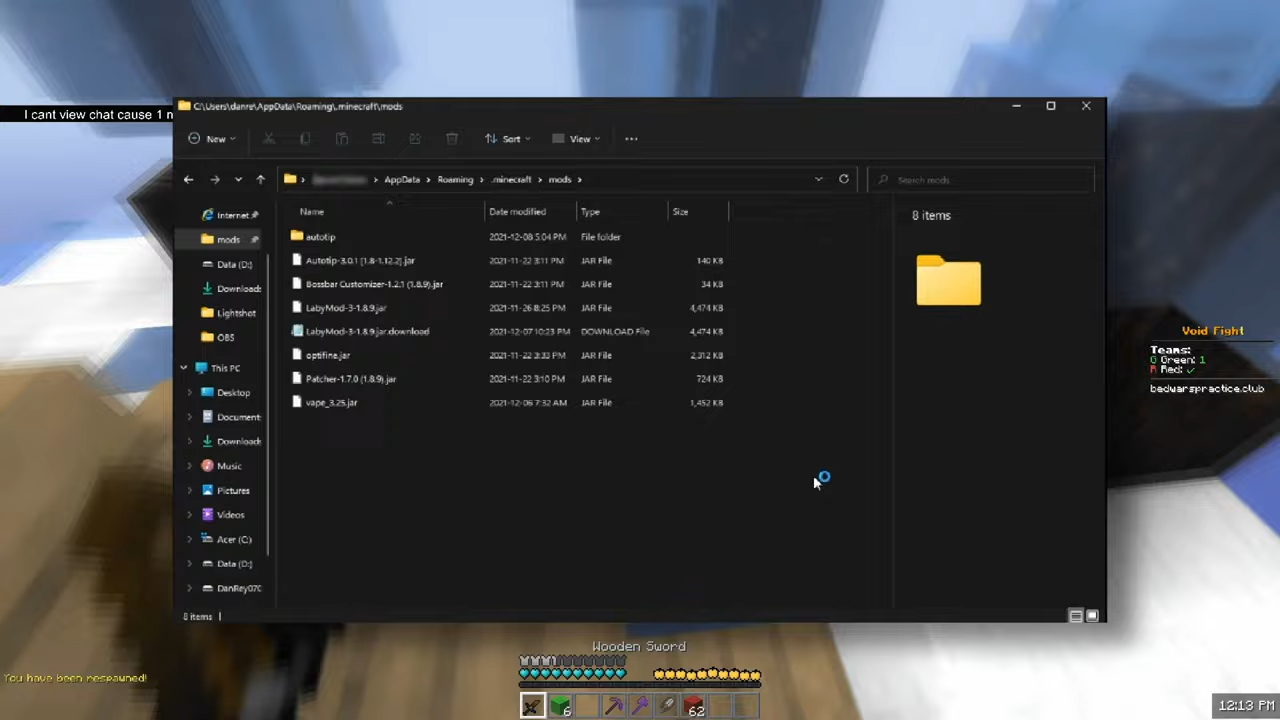 C:\Users\danre\AppData\Roaming\.minecraft\mods
I cant view chat cause 1 n
New
Sort
View
AppData
Roaming
.minecraft
mods
Search mods
Name
Date modified
Type
Size
8 items
Internet
mods
Data (D:)
Downloads
Lightshot
OBS
This PC
Desktop
Document
Downloads
Music
Pictures
Videos
Acer (C:)
Data (D:)
DanRey07
autotip 2021-12-08 5:04 PM File folder
Autotip-3.0.1 [1.8-1.12.2].jar 2021-11-22 3:11 PM JAR File 140 KB
Bossbar Customizer-1.2.1 (1.8.9).jar 2021-11-22 3:11 PM JAR File 34 KB
LabyMod-3-1.8.9.jar 2021-11-26 8:25 PM JAR File 4,474 KB
LabyMod-3-1.8.9.jar.download 2021-12-07 10:23 PM DOWNLOAD File 4,474 KB
optifine.jar 2021-11-22 3:33 PM JAR File 2,312 KB
Patcher-1.7.0 (1.8.9).jar 2021-11-22 3:10 PM JAR File 724 KB
vape_3.25.jar 2021-12-06 7:32 AM JAR File 1,452 KB
8 items
Void Fight
Teams:
G Green: 1
R Red: ✓
bedwarspractice.club
Wooden Sword
You have been respawned!
6
62
12:13 PM